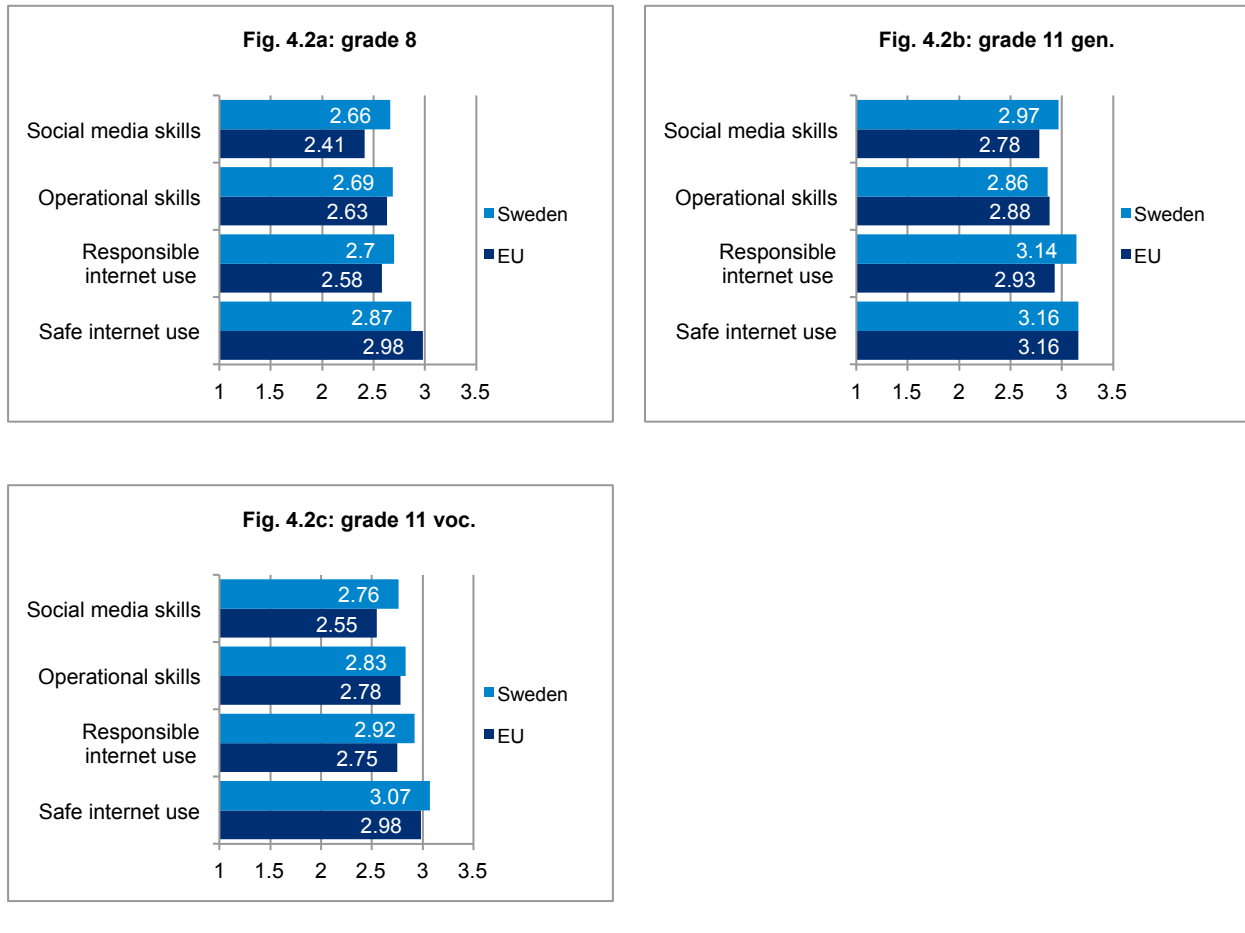 Fig. 4.2a: grade 8
Social media skills
2.66
2.41
Operational skills
2.69
2.63
Responsible
internet use
2.7
2.58
Safe internet use
2.87
2.98
Sweden
EU
1 1.5 2 2.5 3 3.5
Fig. 4.2b: grade 11 gen.
Social media skills
2.97
2.78
Operational skills
2.86
2.88
Responsible
internet use
3.14
2.93
Safe internet use
3.16
3.16
Sweden
EU
1 1.5 2 2.5 3 3.5
Fig. 4.2c: grade 11 voc.
Social media skills
2.76
2.55
Operational skills
2.83
2.78
Responsible
internet use
2.92
2.75
Safe internet use
3.07
2.98
Sweden
EU
1 1.5 2 2.5 3 3.5